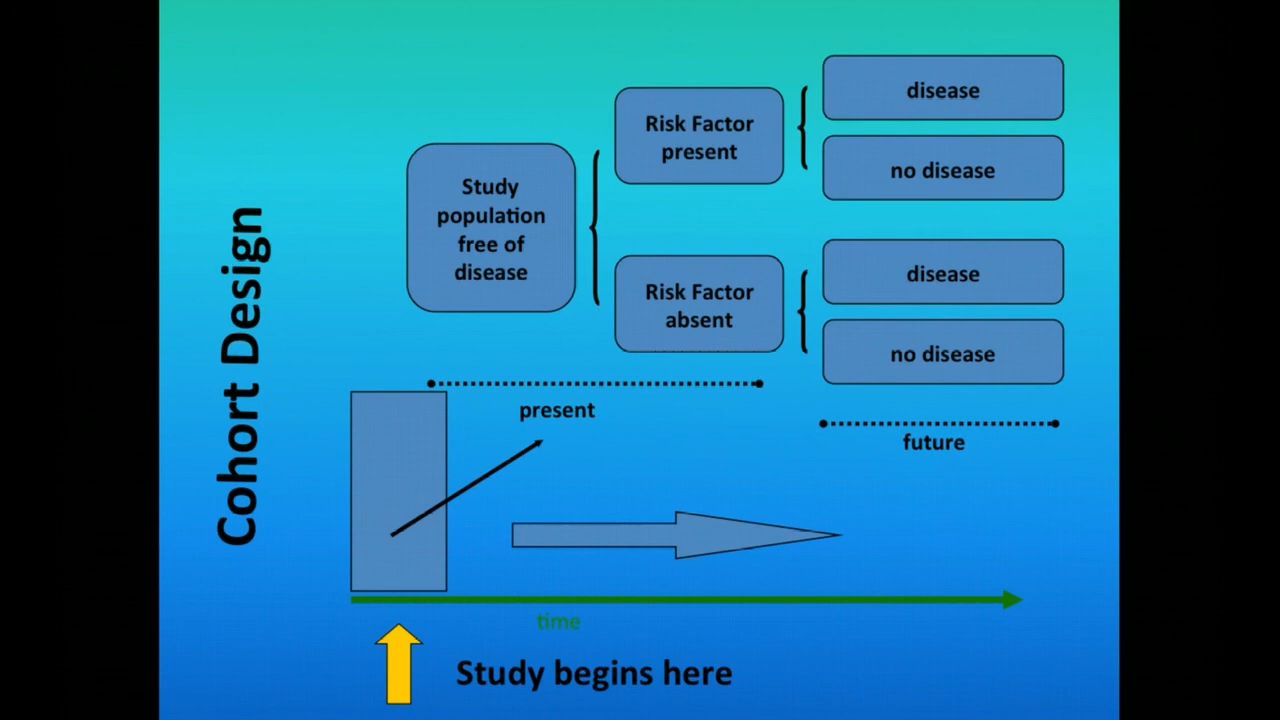 Cohort Design
Study
population
free of
disease
Risk Factor
present
Risk Factor
absent
disease
no disease
disease
no disease
present
future
time
Study begins here